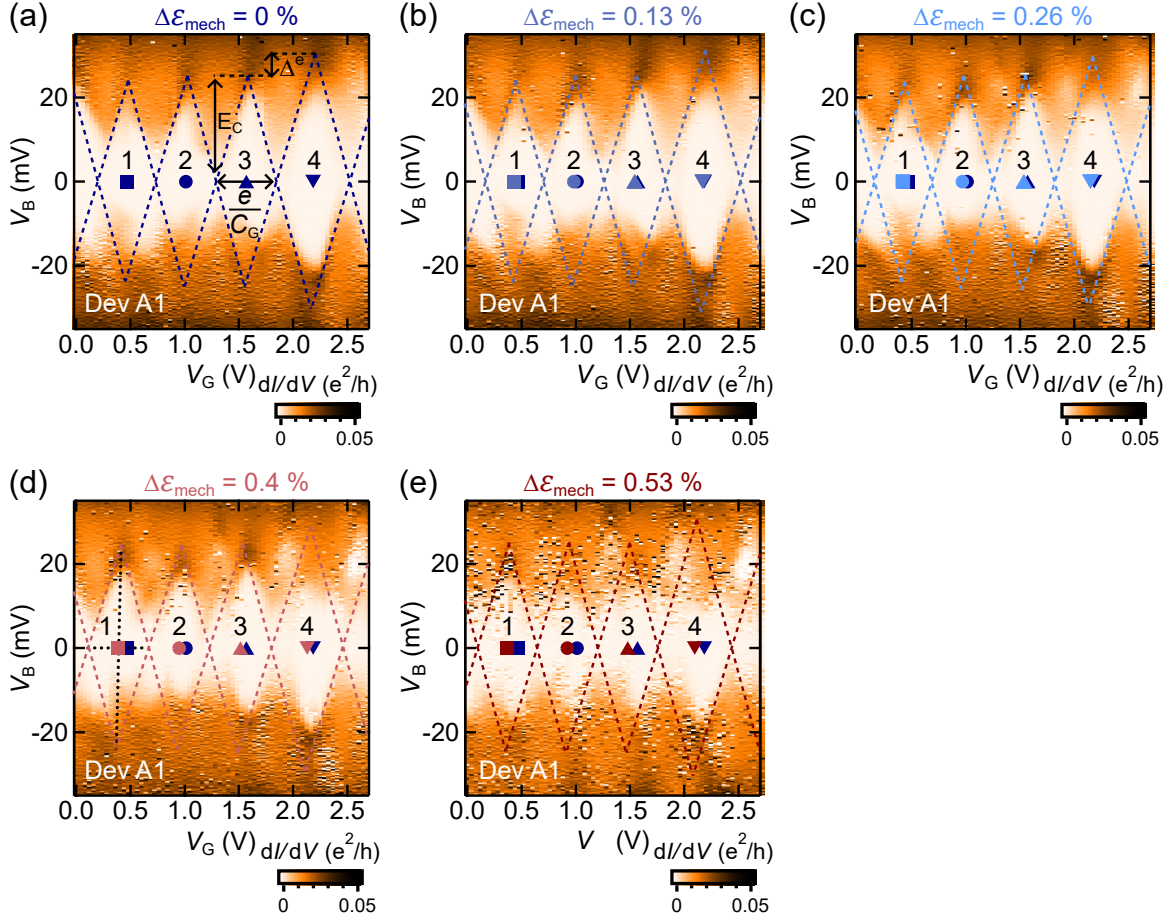 (a)
Δℰmech = 0 %
(b)
Δℰmech = 0.13 %
(c)
Δℰmech = 0.26 %
VB (mV)
20
0
-20
Δe
EC
1
2
3
4
e
CG
Dev A1
0.0 0.5 1.0 1.5 2.0 2.5
VG (V)
dI/dV (e²/h)
0 0.05
VB (mV)
20
0
-20
1
2
3
4
Dev A1
0.0 0.5 1.0 1.5 2.0 2.5
VG (V)
dI/dV (e²/h)
0 0.05
VB (mV)
20
0
-20
1
2
3
4
Dev A1
0.0 0.5 1.0 1.5 2.0 2.5
VG (V)
dI/dV (e²/h)
0 0.05
(d)
Δℰmech = 0.4 %
(e)
Δℰmech = 0.53 %
VB (mV)
20
0
-20
1
2
3
4
Dev A1
0.0 0.5 1.0 1.5 2.0 2.5
VG (V)
dI/dV (e²/h)
0 0.05
VB (mV)
20
0
-20
1
2
3
4
Dev A1
0.0 0.5 1.0 1.5 2.0 2.5
V (V)
dI/dV (e²/h)
0 0.05